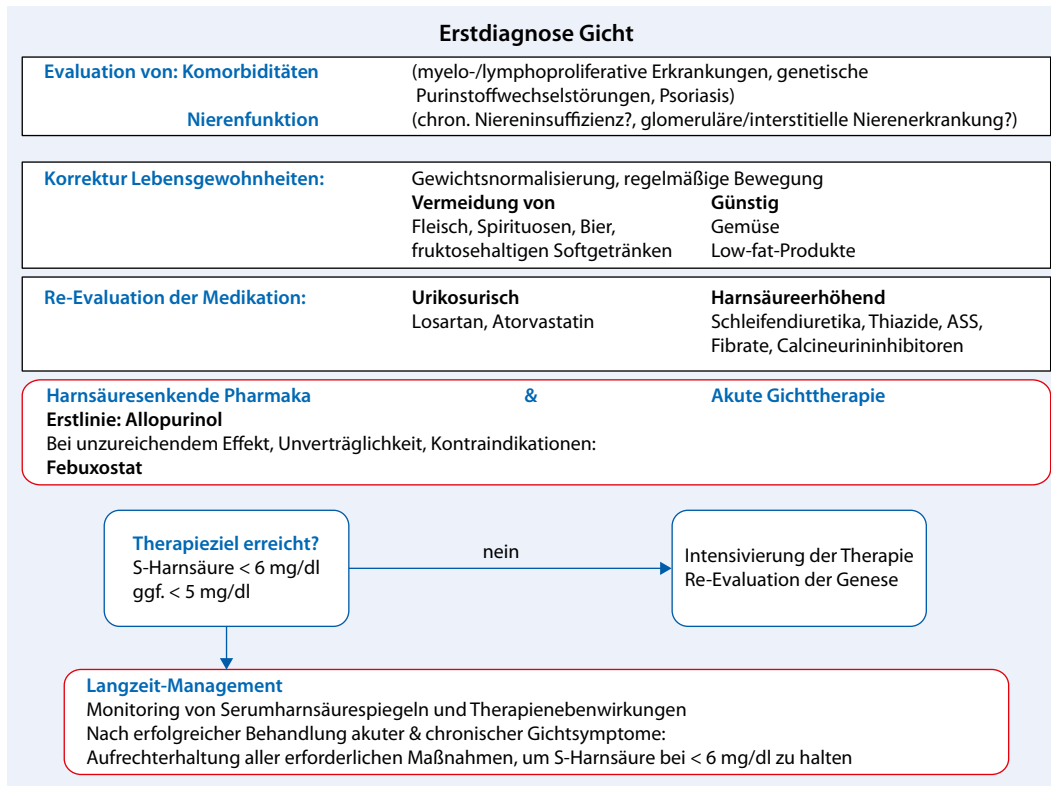 Erstdiagnose Gicht
Evaluation von: Komorbiditäten (myelo-/lymphoproliferative Erkrankungen, genetische
Purinstoffwechselstörungen, Psoriasis)
Nierenfunktion (chron. Niereninsuffizienz?, glomeruläre/interstitielle Nierenerkrankung?)
Korrektur Lebensgewohnheiten: Gewichtsnormalisierung, regelmäßige Bewegung
Vermeidung von Günstig
Fleisch, Spirituosen, Bier, Gemüse
fruktosehaltigen Softgetränken Low-fat-Produkte
Re-Evaluation der Medikation: Urikosurisch Harnsäureerhöhend
Losartan, Atorvastatin Schleifendiuretika, Thiazide, ASS,
Fibrate, Calcineurininhibitoren
Harnsäuresenkende Pharmaka & Akute Gichttherapie
Erstlinie: Allopurinol
Bei unzureichendem Effekt, Unverträglichkeit, Kontraindikationen:
Febuxostat
Therapieziel erreicht?
S-Harnsäure < 6 mg/dl
ggf. < 5 mg/dl
nein
Intensivierung der Therapie
Re-Evaluation der Genese
Langzeit-Management
Monitoring von Serumharnsäurespiegeln und Therapienebenwirkungen
Nach erfolgreicher Behandlung akuter & chronischer Gichtsymptome:
Aufrechterhaltung aller erforderlichen Maßnahmen, um S-Harnsäure bei < 6 mg/dl zu halten